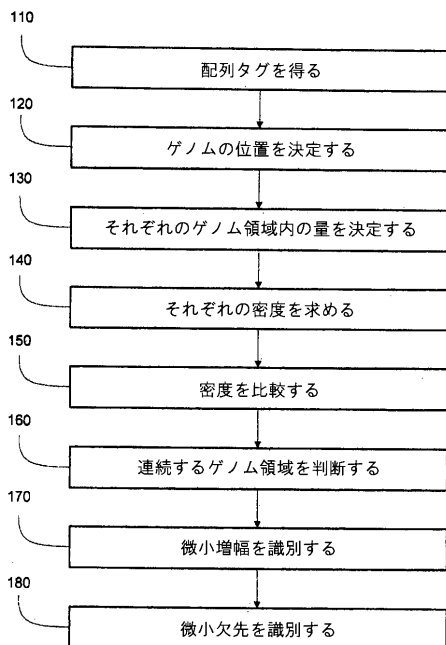 110
配列タグを得る
120
ゲノムの位置を決定する
130
それぞれのゲノム領域内の量を決定する
140
それぞれの密度を求める
150
密度を比較する
160
連続するゲノム領域を判断する
170
微小増幅を識別する
180
微小欠先を識別する